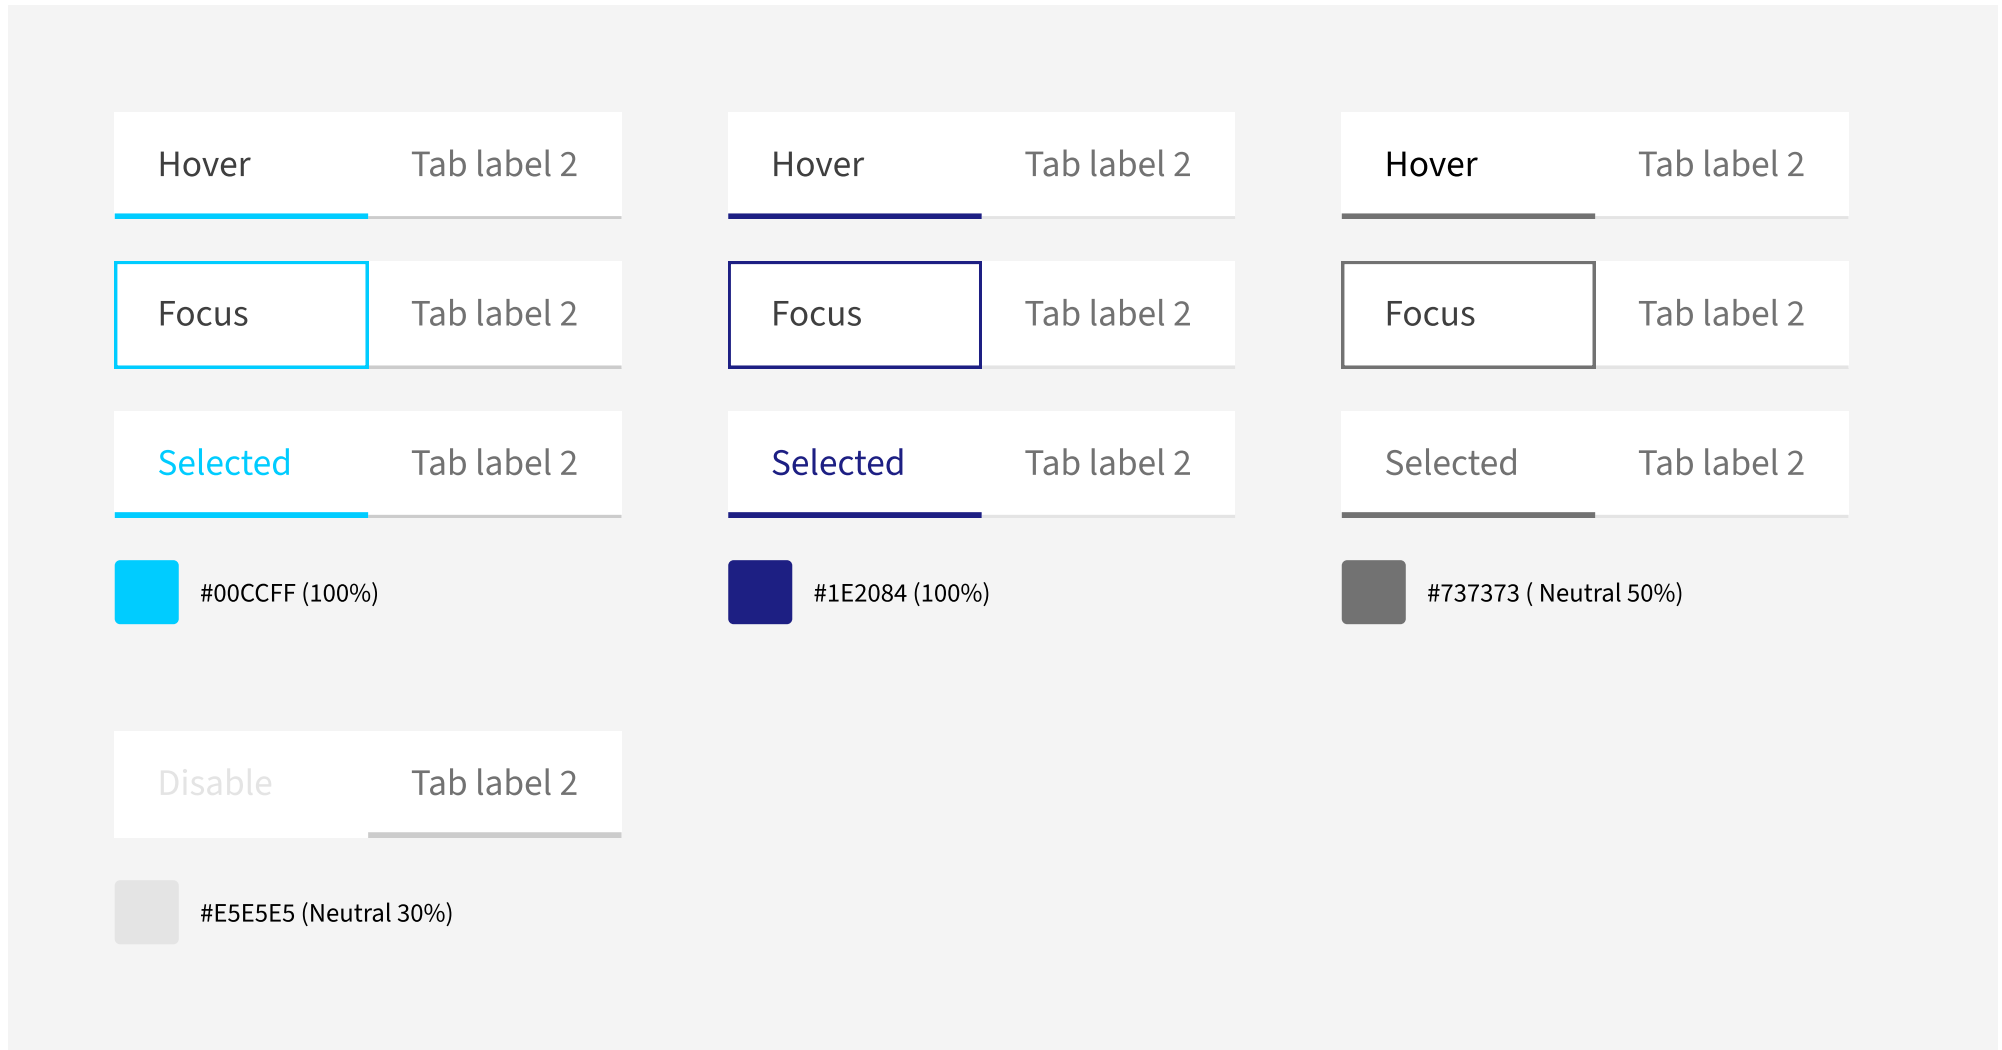 Hover Tab label 2 Hover Tab label 2 Hover Tab label 2
Focus Tab label 2 Focus Tab label 2 Focus Tab label 2
Selected Tab label 2 Selected Tab label 2 Selected Tab label 2
#00CCFF (100%) #1E2084 (100%) #737373 ( Neutral 50%)
Disable Tab label 2
#E5E5E5 (Neutral 30%)